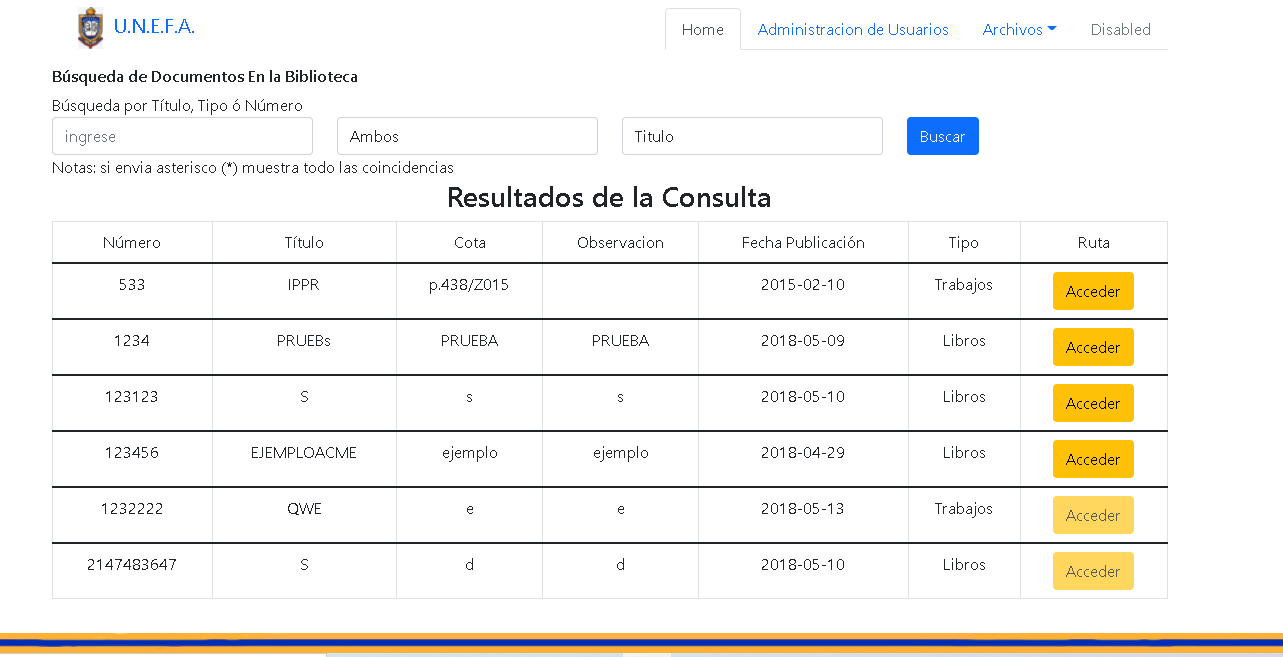 U.N.E.F.A.
Home Administracion de Usuarios Archivos Disabled
Búsqueda de Documentos En la Biblioteca
Búsqueda por Título, Tipo ó Número
ingrese Ambos Titulo Buscar
Notas: si envia asterisco (*) muestra todo las coincidencias
Resultados de la Consulta
Número Título Cota Observacion Fecha Publicación Tipo Ruta
533 IPPR p.438/Z015 2015-02-10 Trabajos Acceder
1234 PRUEBs PRUEBA PRUEBA 2018-05-09 Libros Acceder
123123 S s s 2018-05-10 Libros Acceder
123456 EJEMPLOACME ejemplo ejemplo 2018-04-29 Libros Acceder
1232222 QWE e e 2018-05-13 Trabajos Acceder
2147483647 S d d 2018-05-10 Libros Acceder